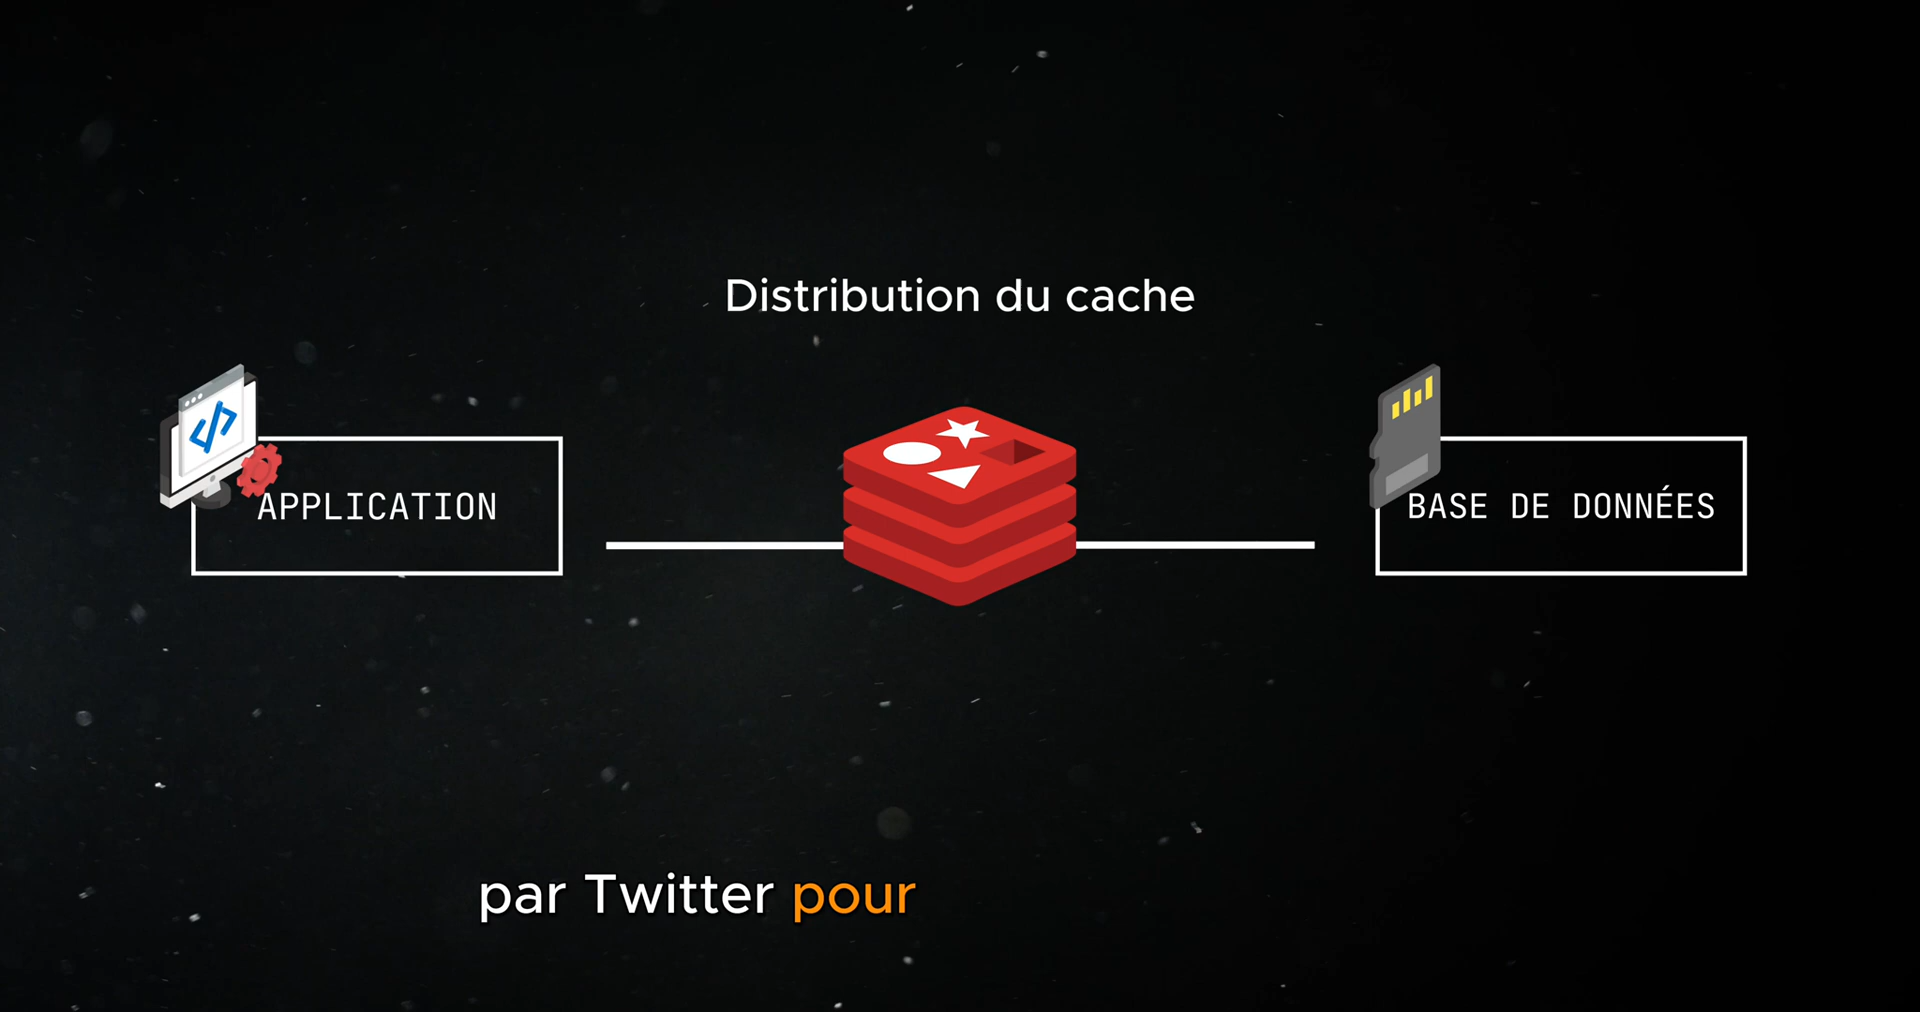 Distribution du cache
APPLICATION
BASE DE DONNÉES
par Twitter pour